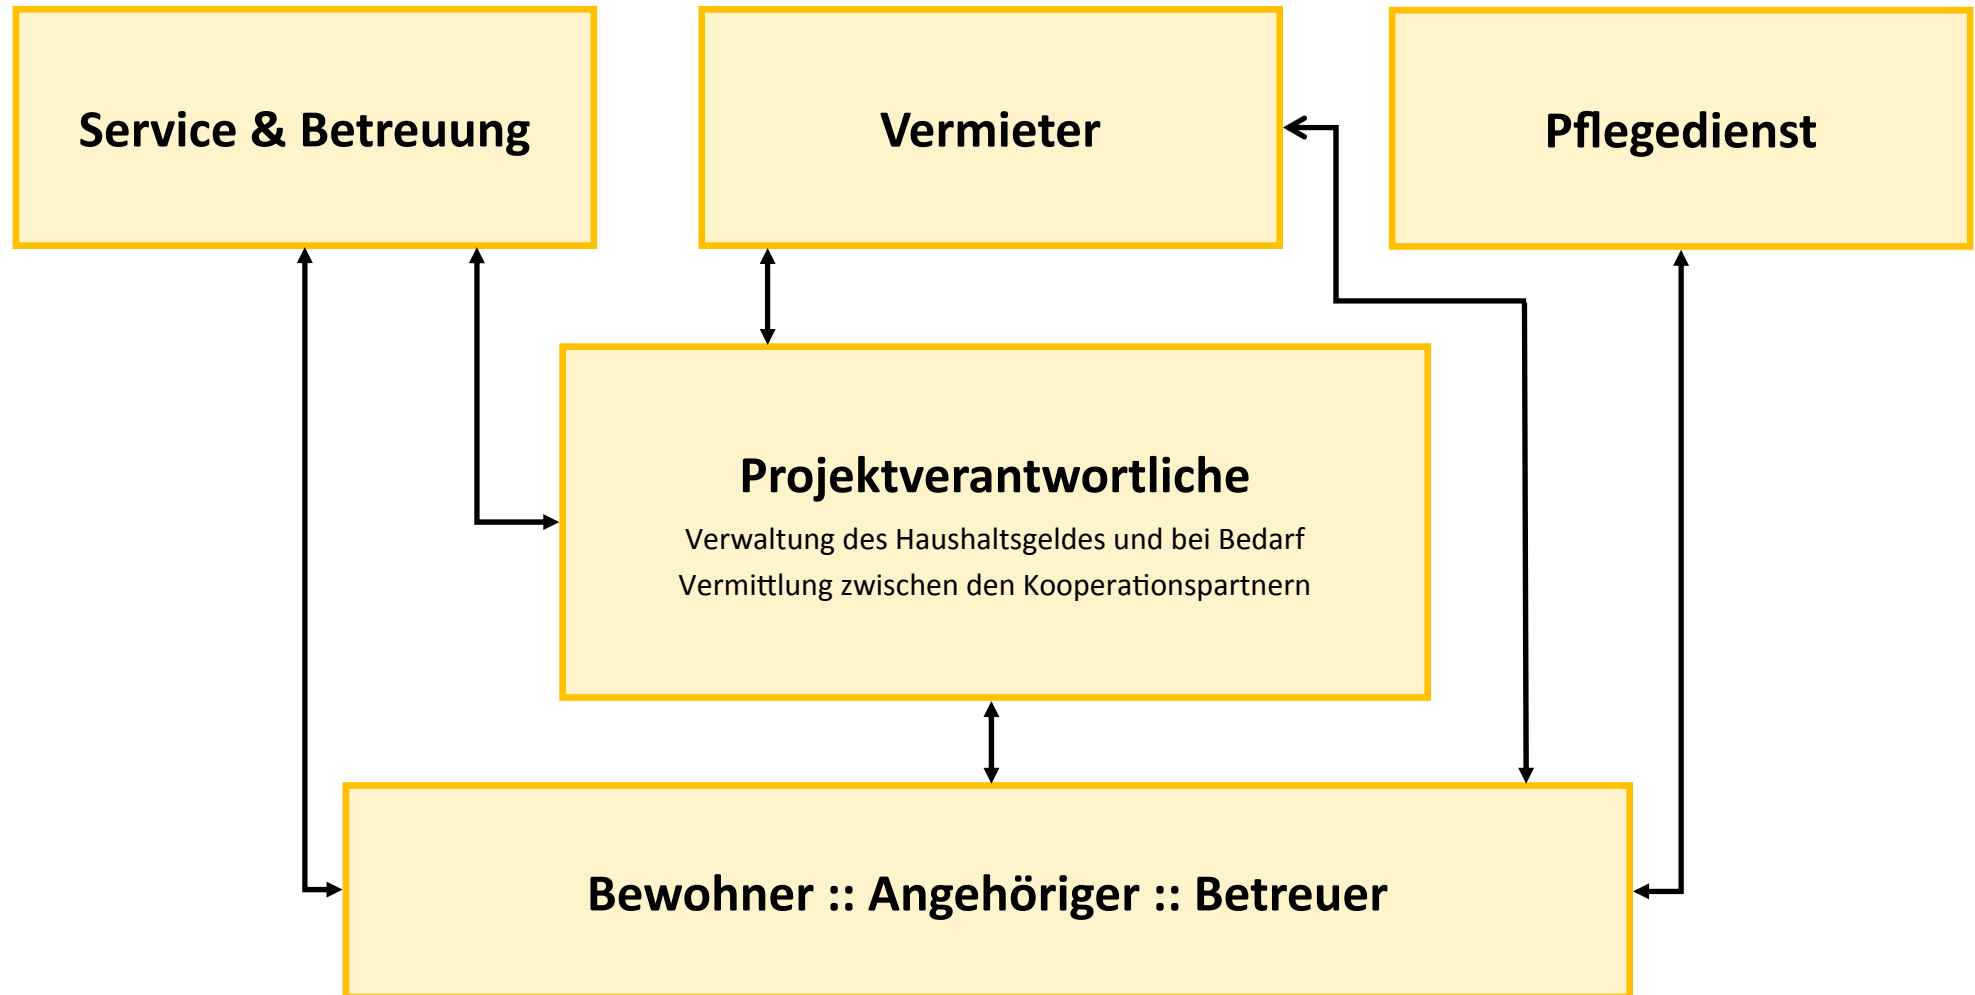 Service & Betreuung
Vermieter
Pflegedienst
Projektverantwortliche
Verwaltung des Haushaltsgeldes und bei Bedarf
Vermittlung zwischen den Kooperationspartnern
Bewohner :: Angehöriger :: Betreuer